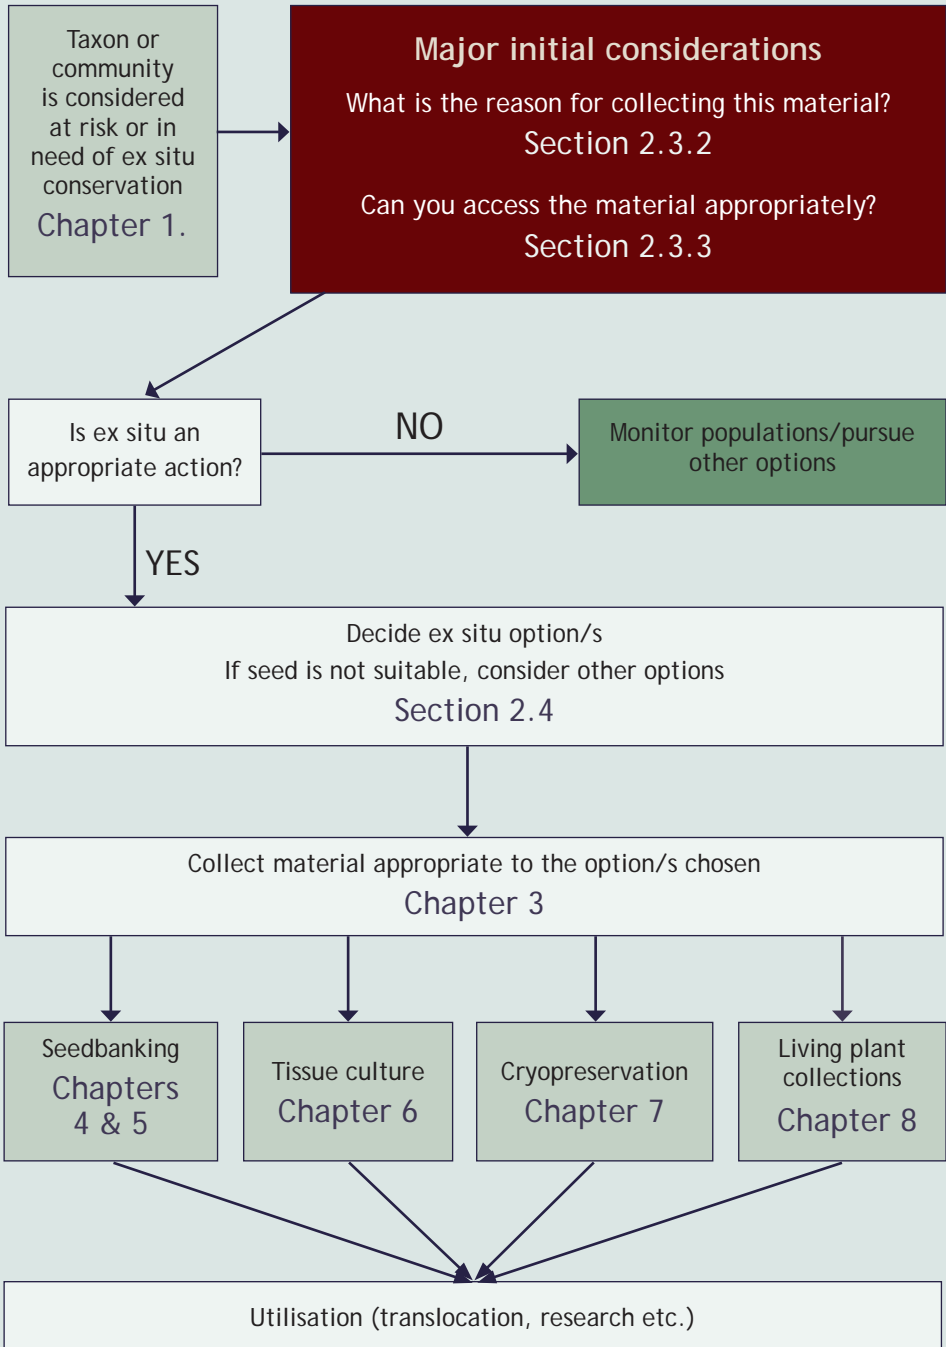 Taxon or
community
is considered
at risk or in
need of ex situ
conservation
Chapter 1.
Major initial considerations
What is the reason for collecting this material?
Section 2.3.2
Can you access the material appropriately?
Section 2.3.3
Is ex situ an
appropriate action?
NO
Monitor populations/pursue
other options
YES
Decide ex situ option/s
If seed is not suitable, consider other options
Section 2.4
Collect material appropriate to the option/s chosen
Chapter 3
Seedbanking
Chapters
4 & 5
Tissue culture
Chapter 6
Cryopreservation
Chapter 7
Living plant
collections
Chapter 8
Utilisation (translocation, research etc.)